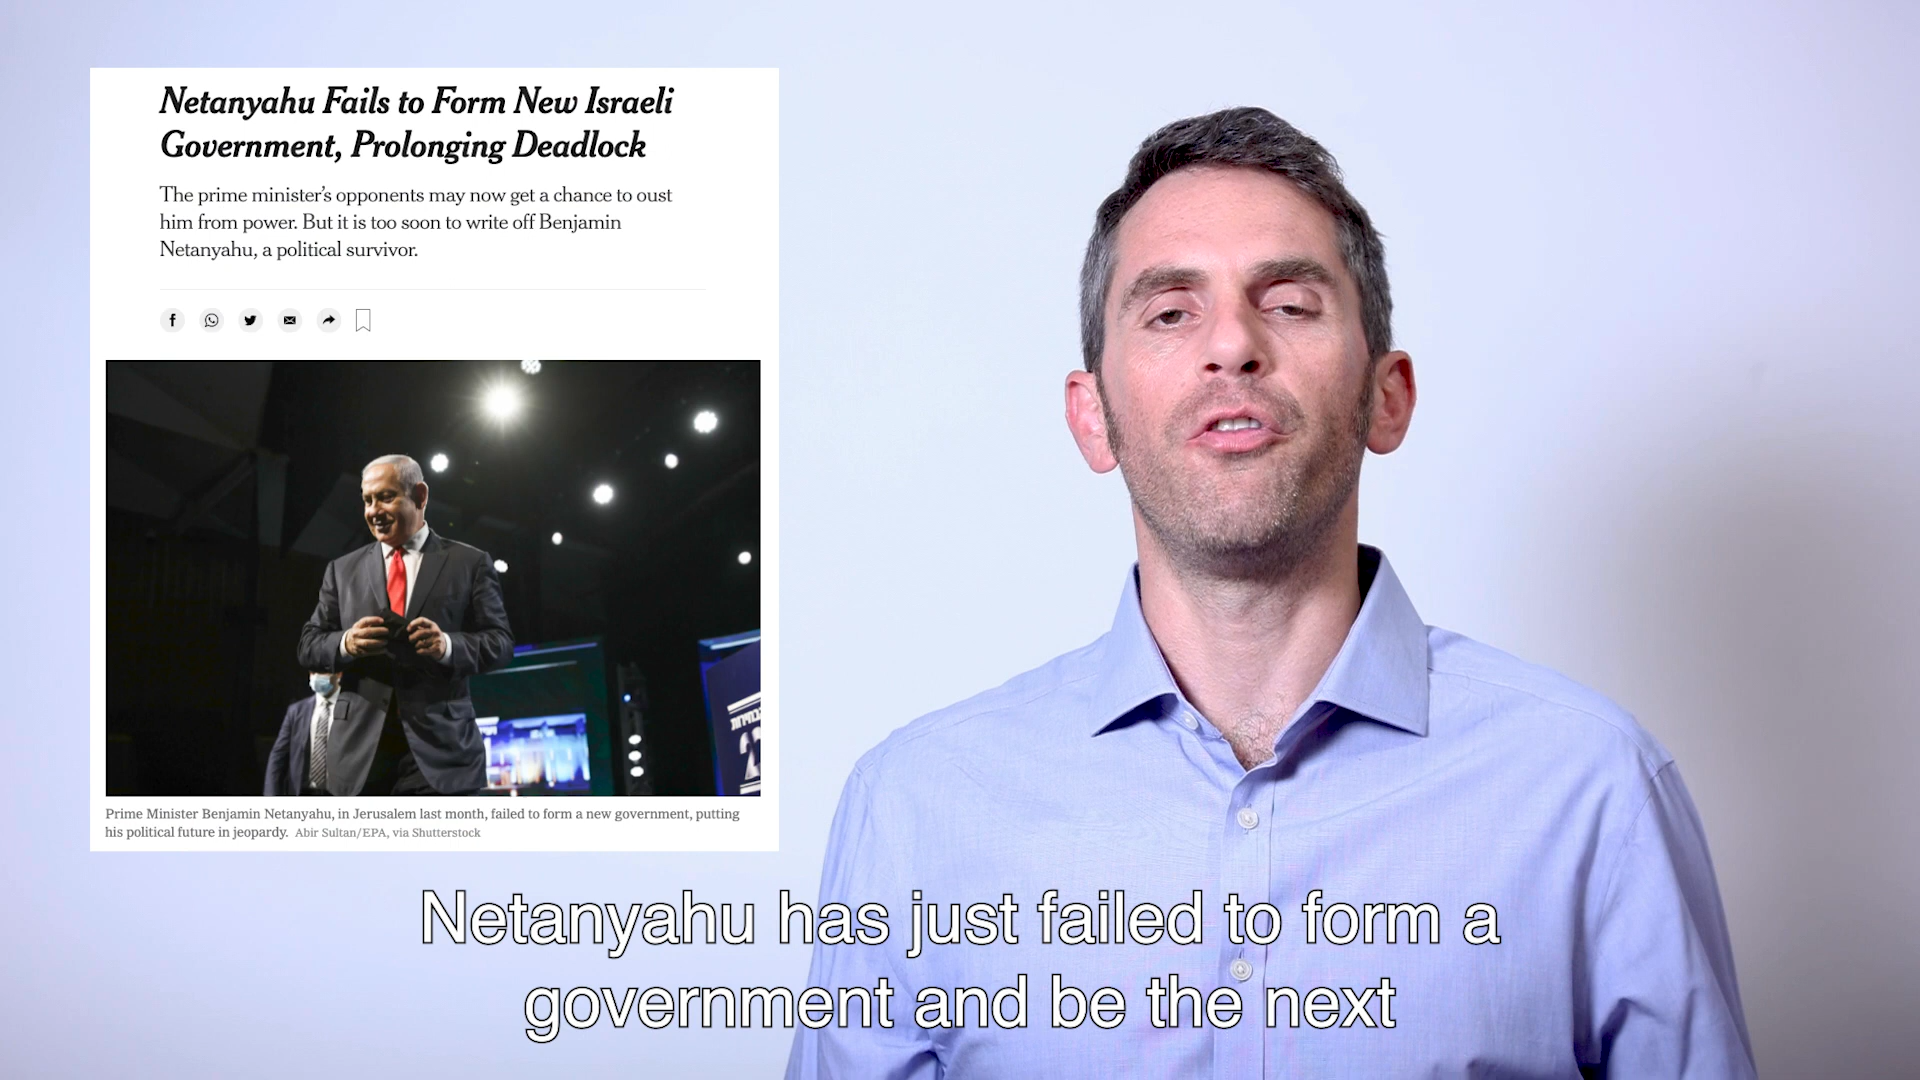 Netanyahu Fails to Form New Israeli
Government, Prolonging Deadlock
The prime minister's opponents may now get a chance to oust
him from power. But it is too soon to write off Benjamin
Netanyahu, a political survivor.
Prime Minister Benjamin Netanyahu, in Jerusalem last month, failed to form a new government, putting
his political future in jeopardy. Abir Sultan/EPA, via Shutterstock
Netanyahu has just failed to form a
government and be the next